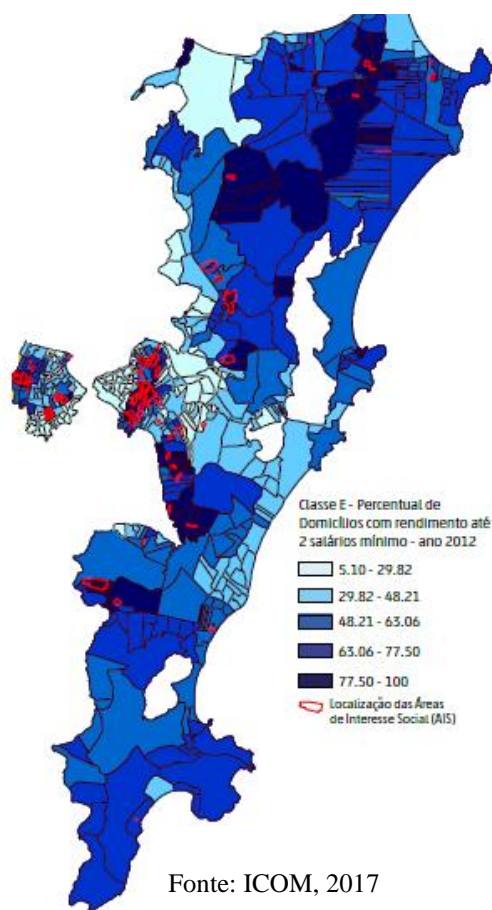 Classe E - Percentual de
Domicílios com rendimento até
2 salários mínimo - ano 2012
5.10 - 29.82
29.82 - 48.21
48.21 - 63.06
63.06 - 77.50
77.50 - 100
Localização das Áreas
de Interesse Social (AIS)
Fonte: ICOM, 2017